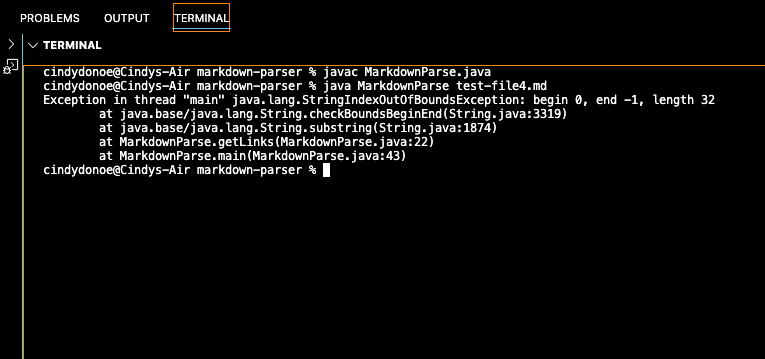 PROBLEMS OUTPUT TERMINAL
TERMINAL
cindydonoe@Cindys-Air markdown-parser % javac MarkdownParse.java
cindydonoe@Cindys-Air markdown-parser % java MarkdownParse test-file4.md
Exception in thread "main" java.lang.StringIndexOutOfBoundsException: begin 0, end -1, length 32
at java.base/java.lang.String.checkBoundsBeginEnd(String.java:3319)
at java.base/java.lang.String.substring(String.java:1874)
at MarkdownParse.getLinks(MarkdownParse.java:22)
at MarkdownParse.main(MarkdownParse.java:43)
cindydonoe@Cindys-Air markdown-parser %